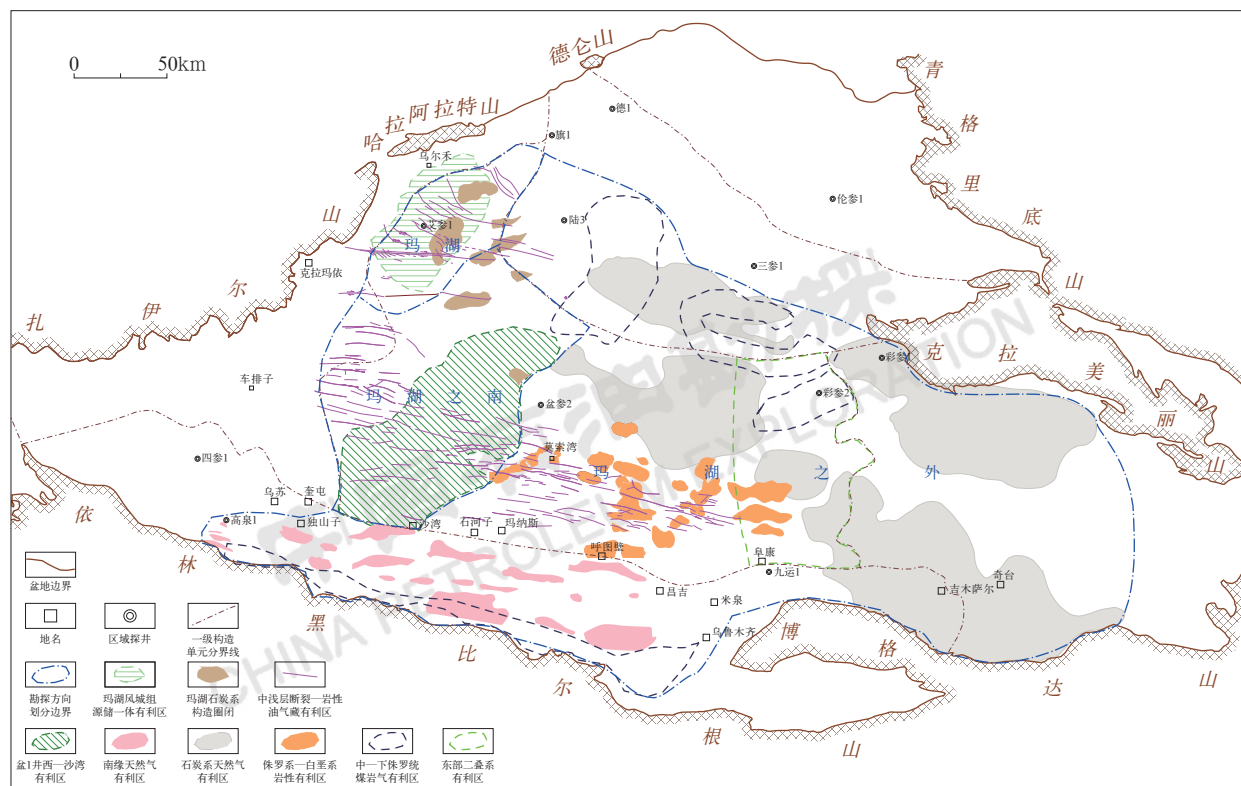 0 50km
德仑山
哈拉阿拉特山
青格里底山
扎伊尔山
克拉美丽山
依林黑比尔根山
博格达山
德1
旗1
乌尔禾
伦参1
陆3
艾参1
玛湖
克拉玛依
三参1
彩参1
车排子
玛湖之南
盆参2
彩参2
莫索湾
四参1
玛湖之外
乌苏
奎屯
高泉1
独山子
沙湾
石河子
玛纳斯
呼图壁
阜康
九运1
昌吉
米泉
吉木萨尔
奇台
乌鲁木齐
盆地边界
地名
区域探井
一级构造
单元分界线
勘探方向
划分边界
玛湖风城组
源储一体有利区
玛湖石炭系
构造圈闭
中浅层断裂—岩性
油气藏有利区
盆1井西—沙湾
有利区
南缘天然气
有利区
石炭系天然气
有利区
侏罗系—白垩系
岩性有利区
中—下侏罗统
煤岩气有利区
东部二叠系
有利区
CHINA PETROLEUM EXPLORATION